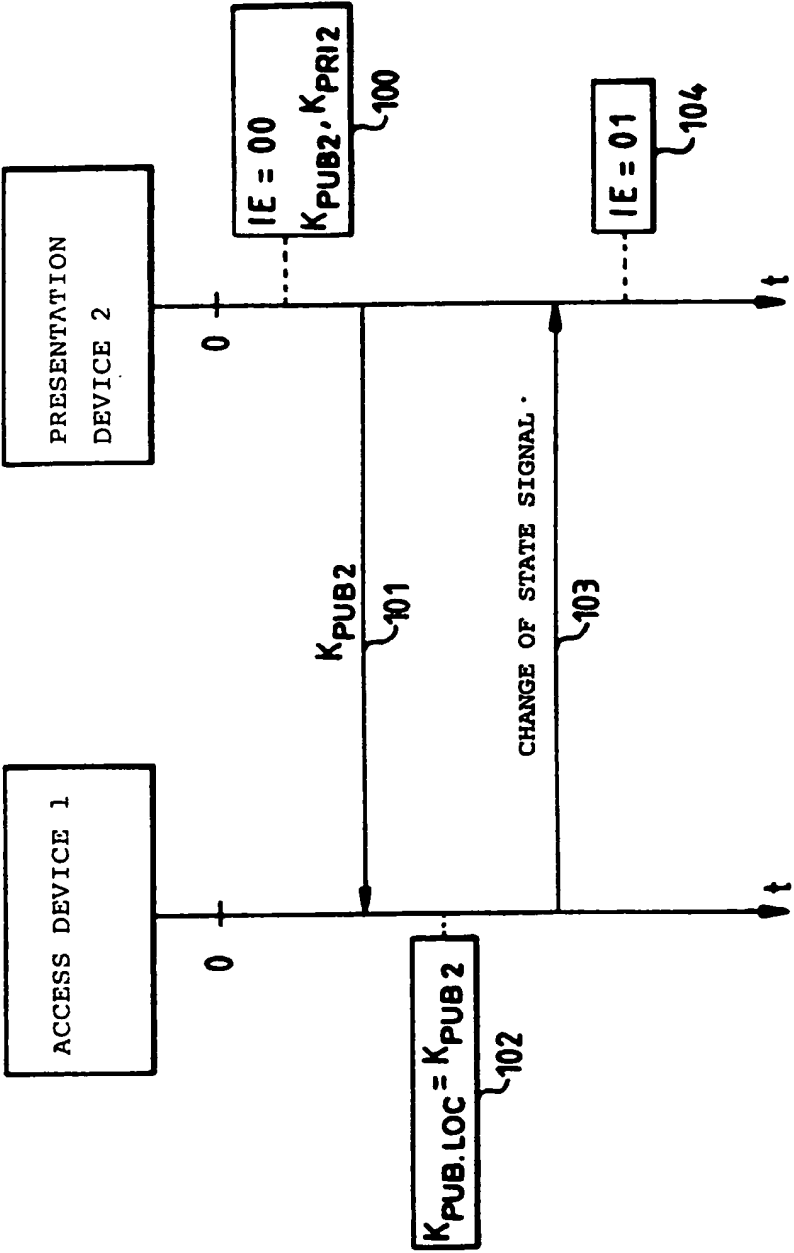 ACCESS DEVICE 1
PRESENTATION
DEVICE 2
0
0
IE = 00
KPUB2, KPRI2
100
KPUB2
101
KPUB.LOC = KPUB2
102
CHANGE OF STATE SIGNAL
103
IE = 01
104
t
t